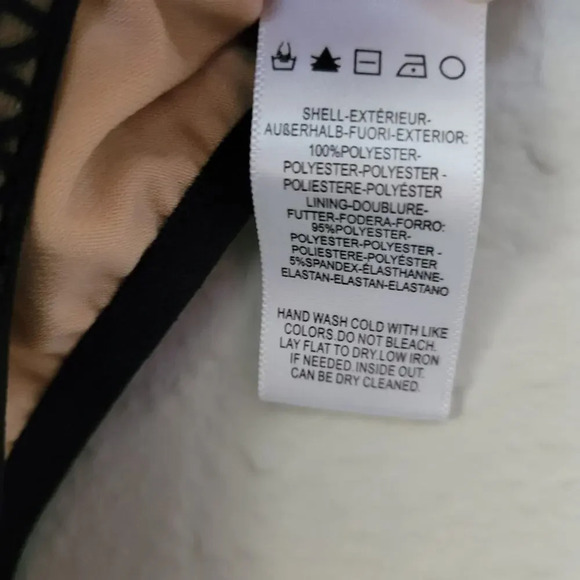 SHELL-EXTÉRIEUR-
AUßERHALB-FUORI-EXTERIOR:
100%POLYESTER-
POLYESTER-POLYESTER-
POLIESTERE-POLYÉSTER
LINING-DOUBLURE-
FUTTER-FODERA-FORRO:
95%POLYESTER-
POLYESTER-POLYESTER-
POLIESTERE-POLYÉSTER
5%SPANDEX-ÉLASTHANNE-
ELASTAN-ELASTAN-ELASTANO
HAND WASH COLD WITH LIKE
COLORS.DO NOT BLEACH.
LAY FLAT TO DRY.LOW IRON
IF NEEDED.INSIDE OUT.
CAN BE DRY CLEANED.